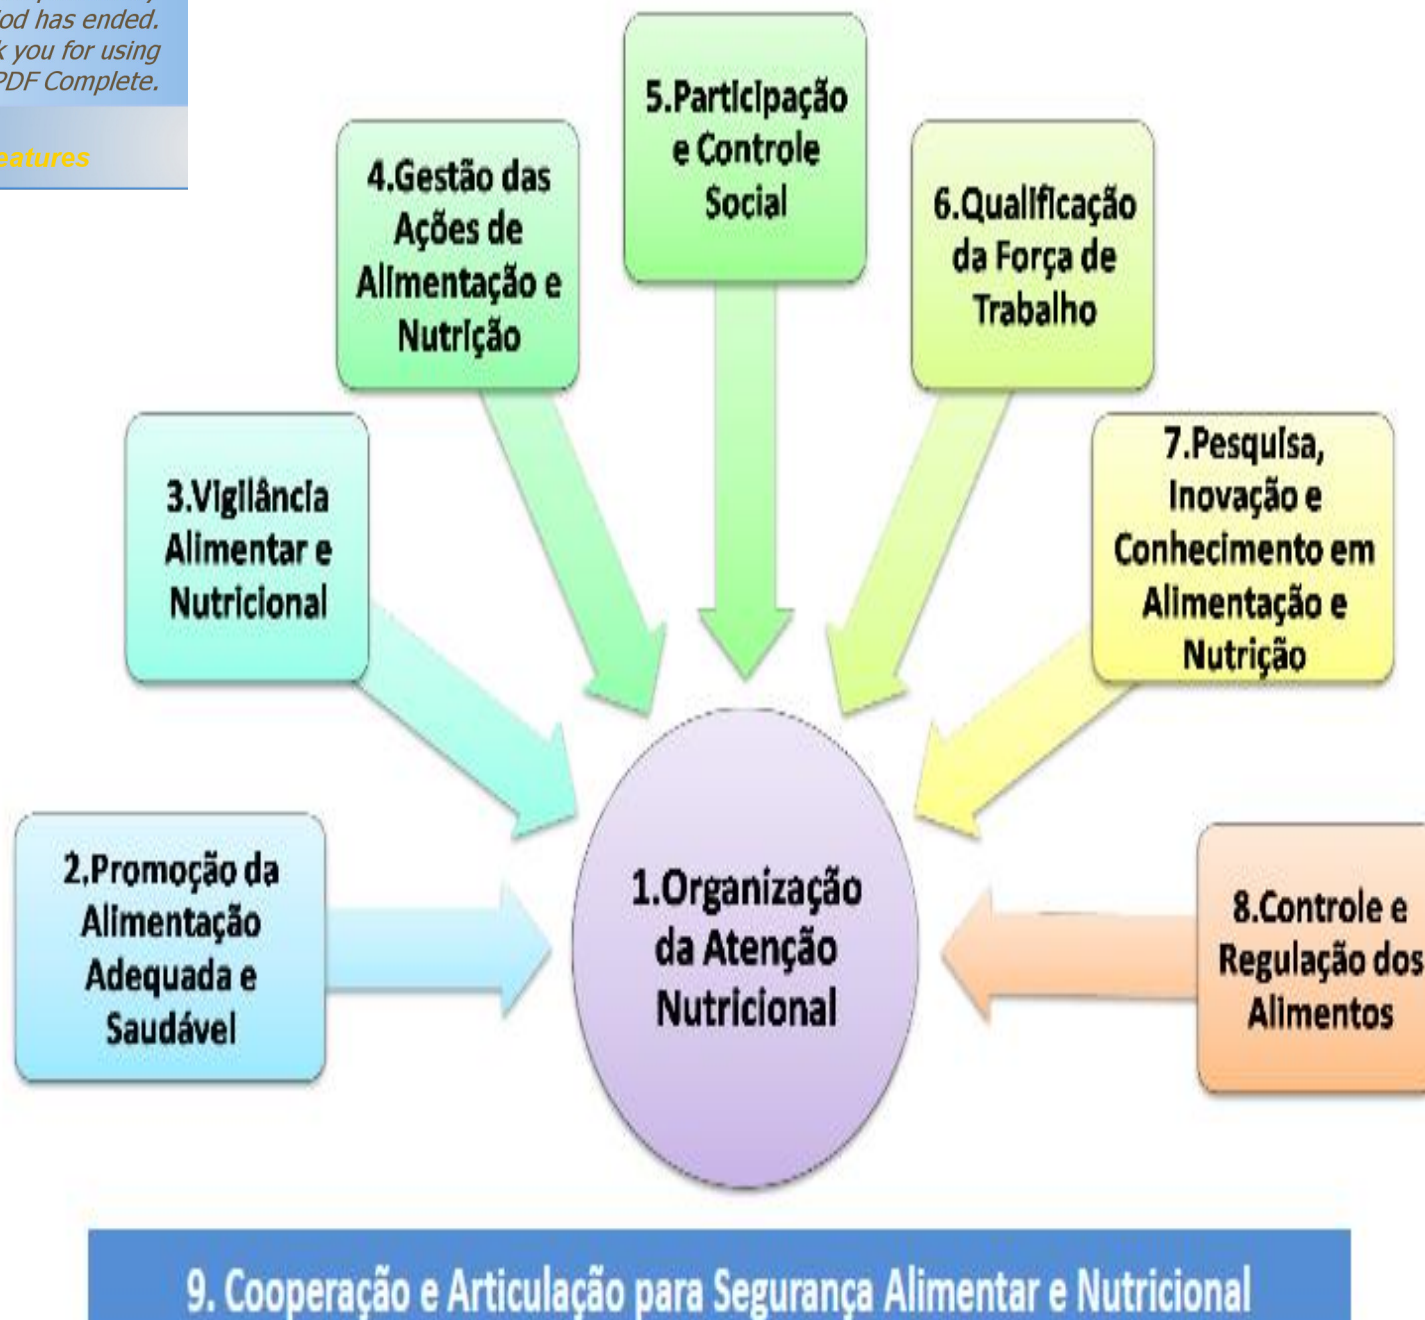 od has ended.
you for using
PDF Complete.
eatures
5.Participação
e Controle
Social
4.Gestão das
Ações de
Alimentação e
Nutrição
6.Qualificação
da Força de
Trabalho
3.Vigilância
Alimentar e
Nutricional
7.Pesquisa,
Inovação e
Conhecimento em
Alimentação e
Nutrição
2.Promoção da
Alimentação
Adequada e
Saudável
1.Organização
da Atenção
Nutricional
8.Controle e
Regulação dos
Alimentos
9. Cooperação e Articulação para Segurança Alimentar e Nutricional